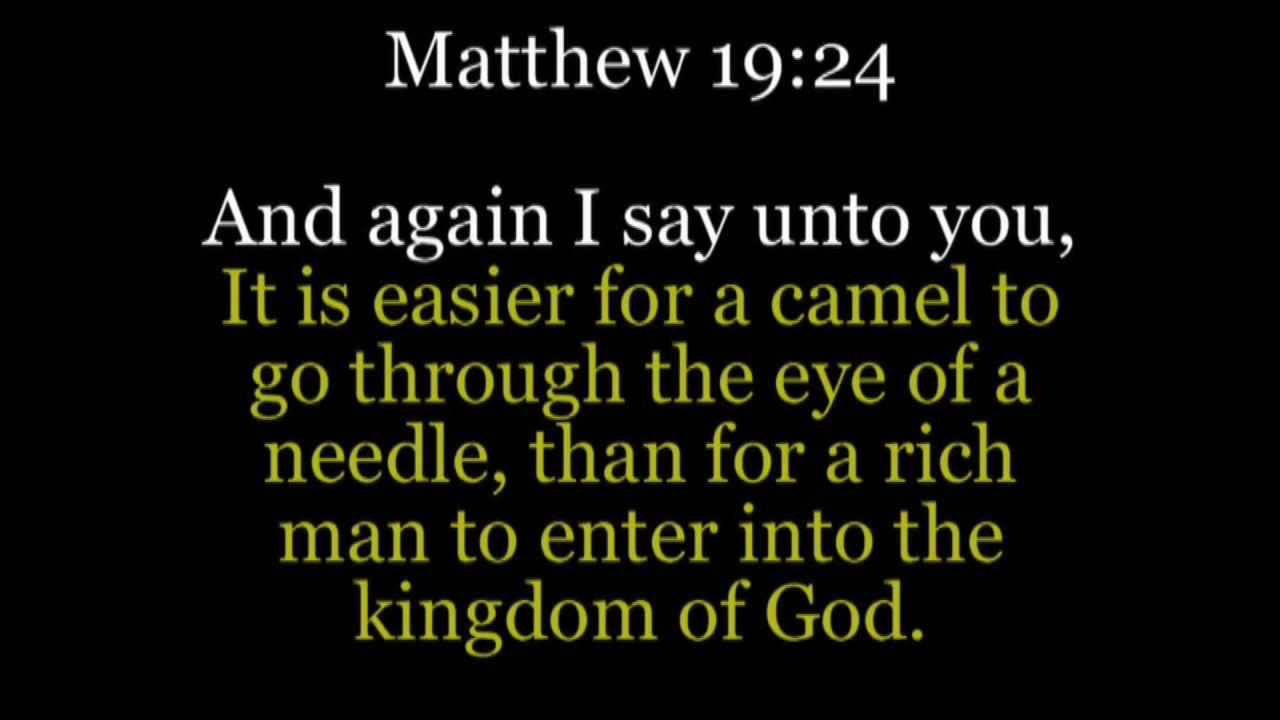 Matthew 19:24
And again I say unto you,
It is easier for a camel to
go through the eye of a
needle, than for a rich
man to enter into the
kingdom of God.